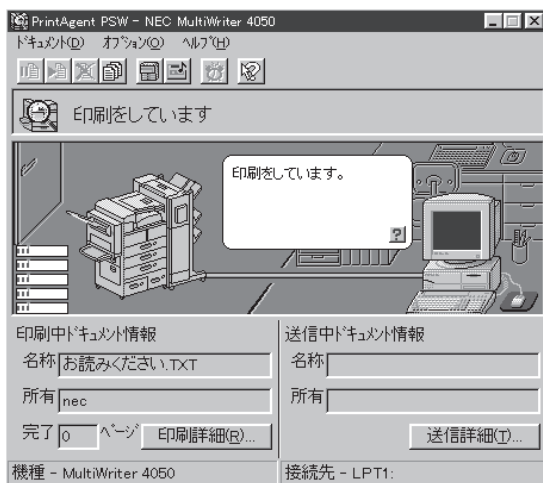 PrintAgent PSW - NEC MultiWriter 4050
ﾄﾞｷｭﾒﾝﾄ(D) ｵﾌﾟｼｮﾝ(O) ﾍﾙﾌﾟ(H)
印刷をしています
印刷をしています。
印刷中ﾄﾞｷｭﾒﾝﾄ情報
名称 お読みください.TXT
所有 nec
完了 0 ﾍﾟｰｼﾞ 印刷詳細(R)...
送信中ﾄﾞｷｭﾒﾝﾄ情報
名称
所有
送信詳細(T)...
機種 - MultiWriter 4050
接続先 - LPT1: